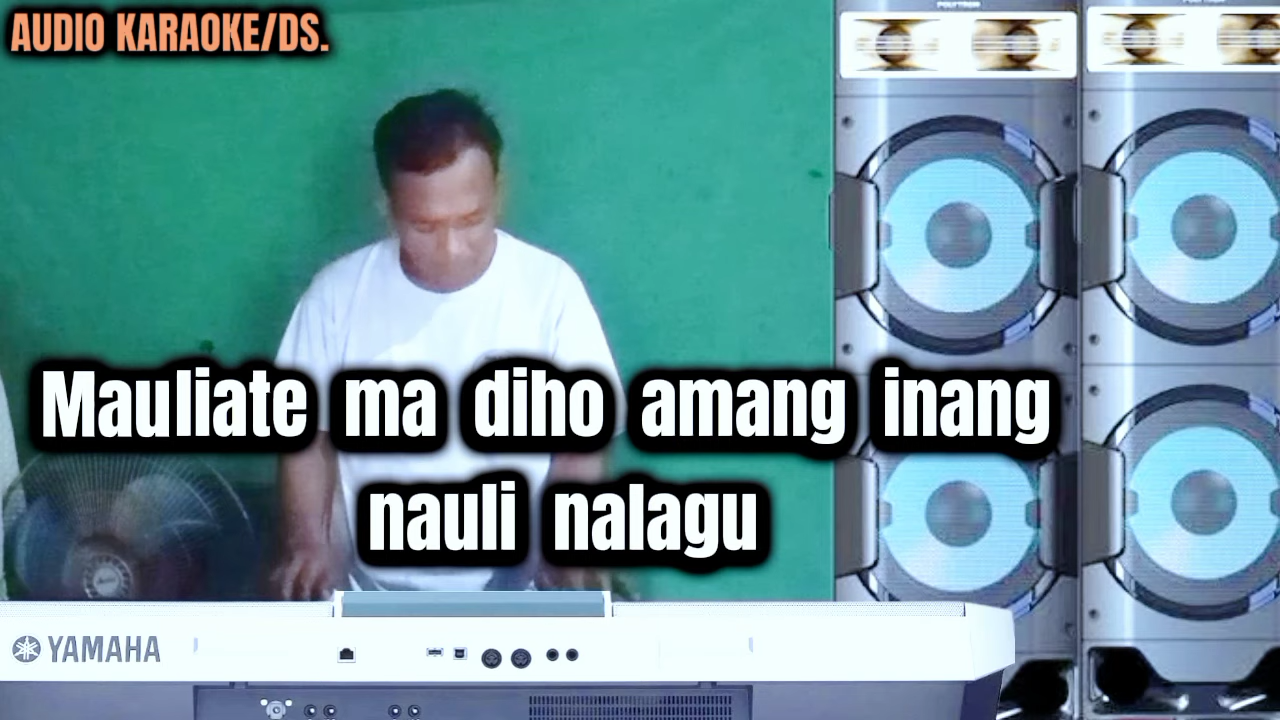 AUDIO KARAOKE/DS.
Mauliate ma diho amang inang
nauli nalagu
YAMAHA